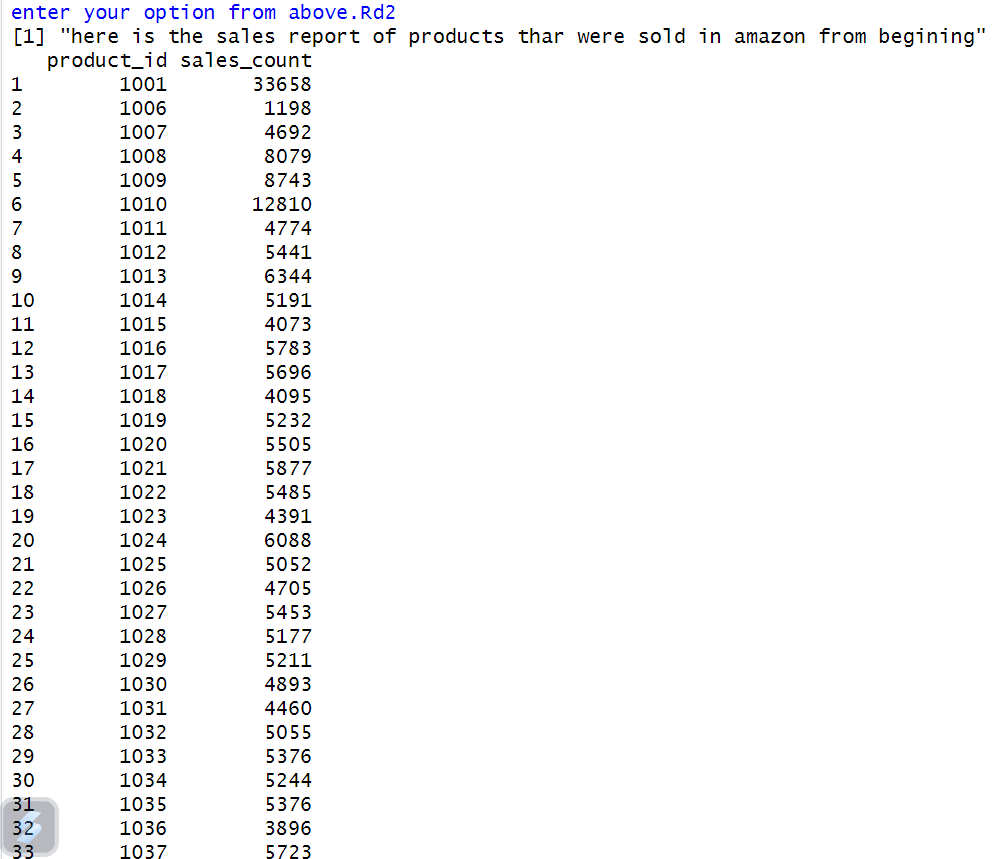 enter your option from above.Rd2
[1] "here is the sales report of products thar were sold in amazon from begining"
product_id sales_count
1 1001 33658
2 1006 1198
3 1007 4692
4 1008 8079
5 1009 8743
6 1010 12810
7 1011 4774
8 1012 5441
9 1013 6344
10 1014 5191
11 1015 4073
12 1016 5783
13 1017 5696
14 1018 4095
15 1019 5232
16 1020 5505
17 1021 5877
18 1022 5485
19 1023 4391
20 1024 6088
21 1025 5052
22 1026 4705
23 1027 5453
24 1028 5177
25 1029 5211
26 1030 4893
27 1031 4460
28 1032 5055
29 1033 5376
30 1034 5244
31 1035 5376
32 1036 3896
33 1037 5723